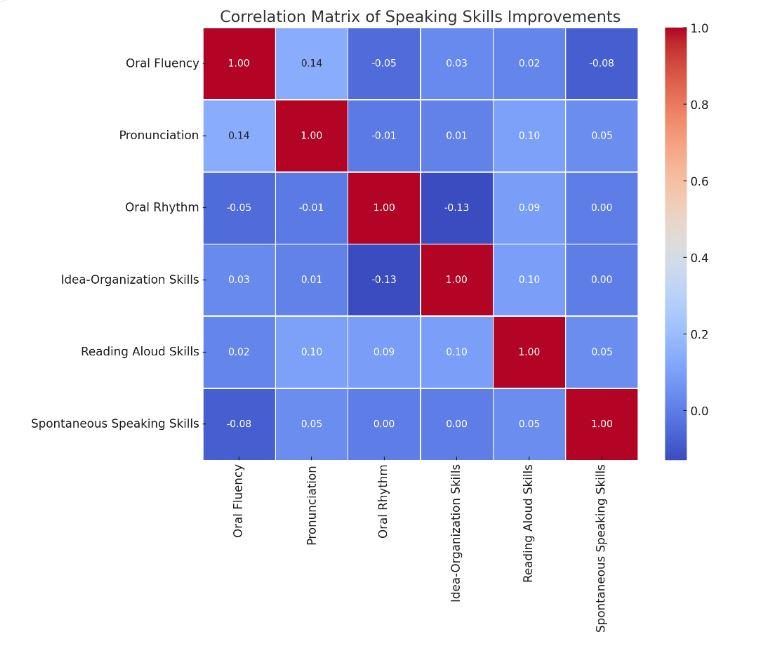 Correlation Matrix of Speaking Skills Improvements
Oral Fluency 1.00 0.14 -0.05 0.03 0.02 -0.08
Pronunciation 0.14 1.00 -0.01 0.01 0.10 0.05
Oral Rhythm -0.05 -0.01 1.00 -0.13 0.09 0.00
Idea-Organization Skills 0.03 0.01 -0.13 1.00 0.10 0.00
Reading Aloud Skills 0.02 0.10 0.09 0.10 1.00 0.05
Spontaneous Speaking Skills -0.08 0.05 0.00 0.00 0.05 1.00
Oral Fluency
Pronunciation
Oral Rhythm
Idea-Organization Skills
Reading Aloud Skills
Spontaneous Speaking Skills
1.0
0.8
0.6
0.4
0.2
0.0